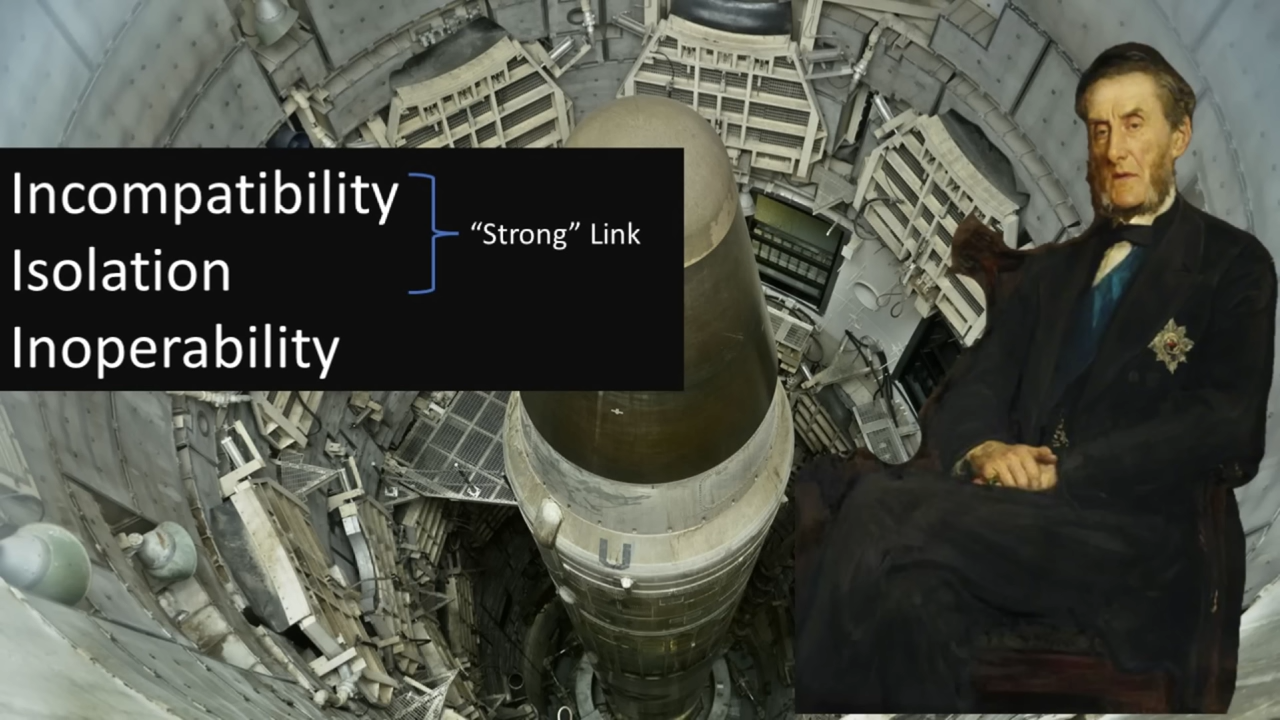 Incompatibility
Isolation
“Strong” Link
Inoperability
U